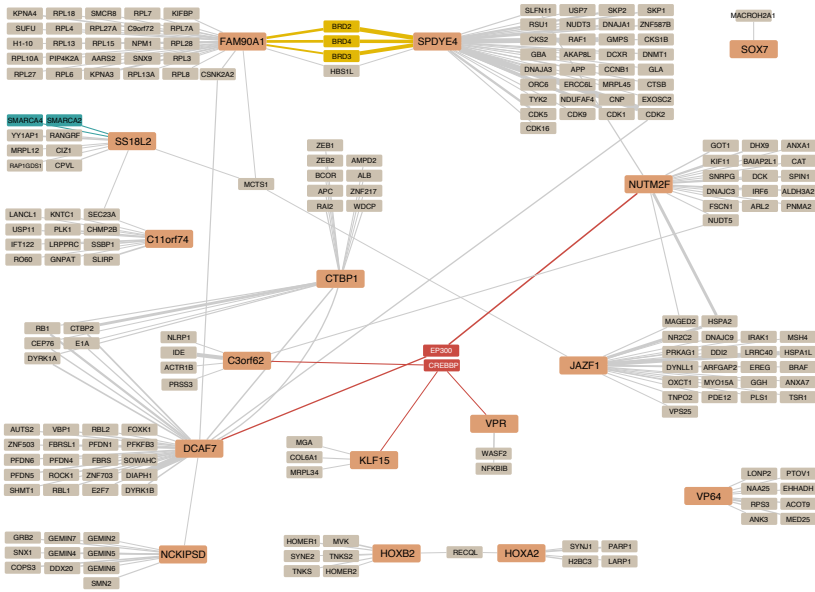 KPNA4 RPL18 SMCR8 RPL7 KIFBP
SUFU RPL4 RPL27A C9orf72 RPL7A
H1-10 RPL13 RPL15 NPM1 RPL28
RPL10A PIP4K2A AARS2 SNX9 RPL3
RPL27 RPL6 KPNA3 RPL13A RPL8 CSNK2A2
FAM90A1
BRD2
BRD4
BRD3
HBS1L
SPDYE4
SLFN11 USP7 SKP2 SKP1
RSU1 NUDT3 DNAJA1 ZNF587B
CKS2 RAF1 GMPS CKS1B
GBA AKAP8L DCXR DNMT1
DNAJA3 APP CCNB1 GLA
ORC6 ERCC6L MRPL45 CTSB
TYK2 NDUFAF4 CNP EXOSC2
CDK5 CDK9 CDK1 CDK2
CDK16
MACROH2A1
SOX7
SMARCA4 SMARCA2
YY1AP1 RANGRF
MRPL12 CIZ1
RAP1GDS1 CPVL
SS18L2
MCTS1
ZEB1
ZEB2 AMPD2
BCOR ALB
APC ZNF217
RAI2 WDCP
CTBP1
GOT1 DHX9 ANXA1
KIF11 BAIAP2L1 CAT
SNRPG DCK SPIN1
DNAJC3 IRF6 ALDH3A2
FSCN1 ARL2 PNMA2
NUDT5
NUTM2F
LANCL1 KNTC1 SEC23A
USP11 PLK1 CHMP2B
IFT122 LRPPRC SSBP1
RO60 GNPAT SLIRP
C11orf74
RB1 CTBP2
CEP76 E1A
DYRK1A
NLRP1
IDE
ACTR1B
PRSS3
C3orf62
EP300
CREBBP
JAZF1
MAGED2 HSPA2
NR2C2 DNAJC9 IRAK1 MSH4
PRKAG1 DDI2 LRRC40 HSPA1L
DYNLL1 ARFGAP2 EREG BRAF
OXCT1 MYO15A GGH ANXA7
TNPO2 PDE12 PLS1 TSR1
VPS25
AUTS2 VBP1 RBL2 FOXK1
ZNF503 FBRSL1 PFDN1 PFKFB3
PFDN6 PFDN4 FBRS SOWAHC
PFDN5 ROCK1 ZNF703 DIAPH1
SHMT1 RBL1 E2F7 DYRK1B
DCAF7
MGA
COL6A1
MRPL34
KLF15
VPR
WASF2
NFKBIB
VP64
LONP2 PTOV1
NAA25 EHHADH
RPS3 ACOT9
ANK3 MED25
GRB2 GEMIN7 GEMIN2
SNX1 GEMIN4 GEMIN5
COPS3 DDX20 GEMIN6
SMN2
NCKIPSD
HOMER1 MVK
SYNE2 TNKS2
TNKS HOMER2
HOXB2
RECQL
HOXA2
SYNJ1 PARP1
H2BC3 LARP1